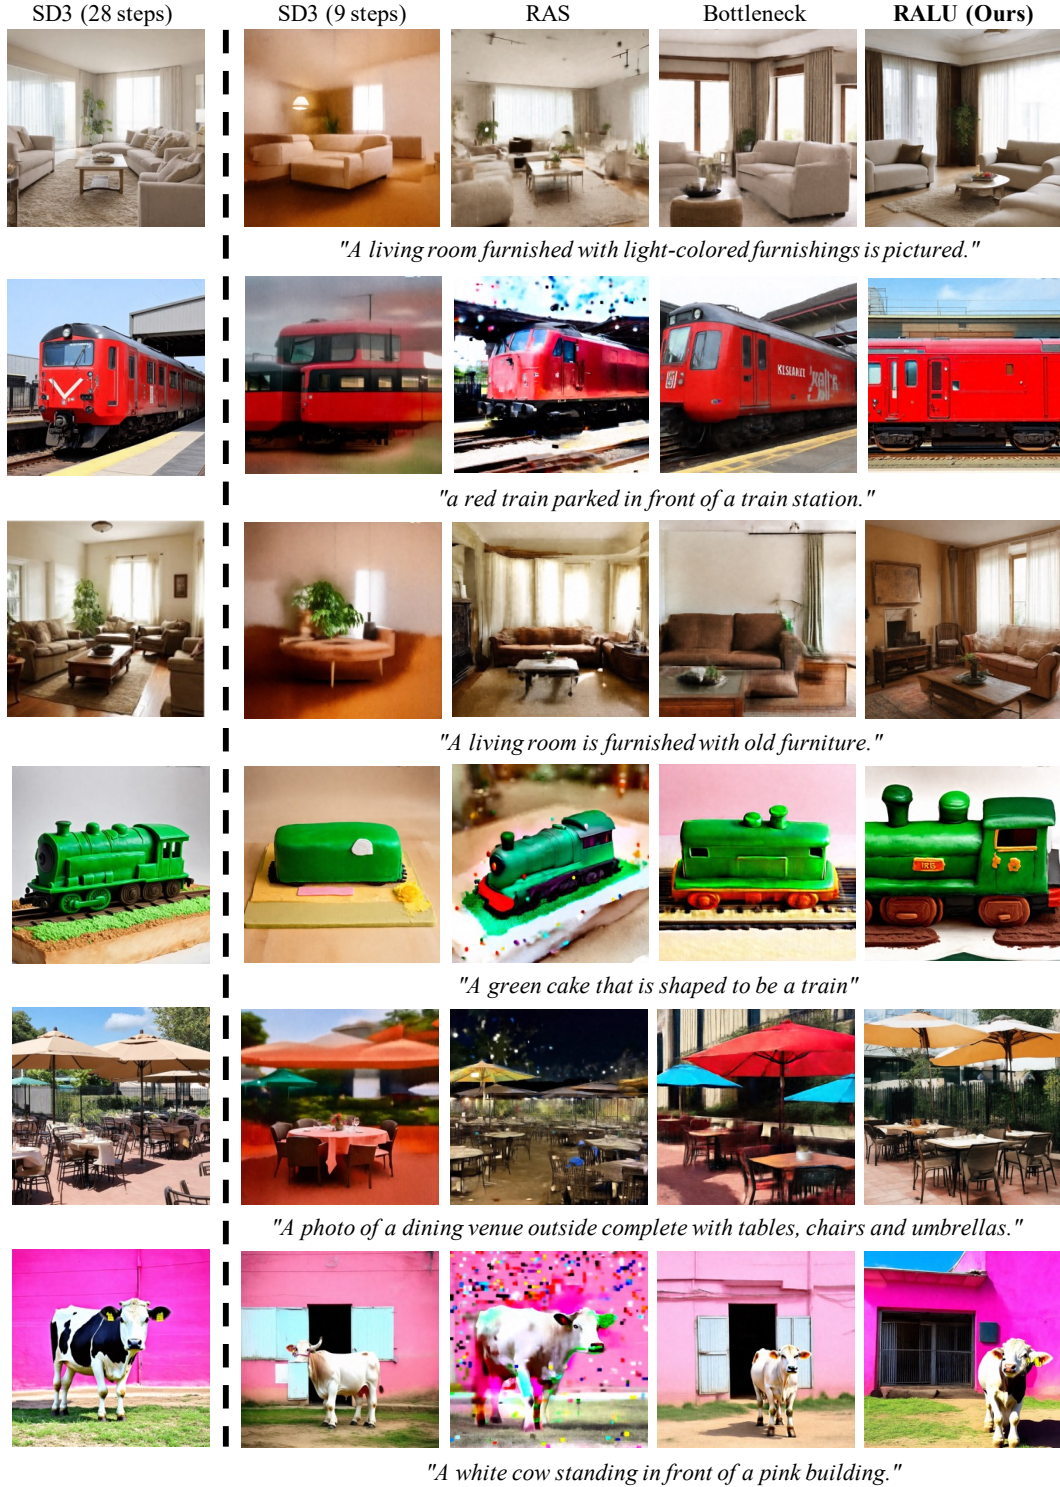 SD3 (28 steps)
SD3 (9 steps)
RAS
Bottleneck
RALU (Ours)
"A living room furnished with light-colored furnishings is pictured."
"a red train parked in front of a train station."
"A living room is furnished with old furniture."
"A green cake that is shaped to be a train"
"A photo of a dining venue outside complete with tables, chairs and umbrellas."
"A white cow standing in front of a pink building."